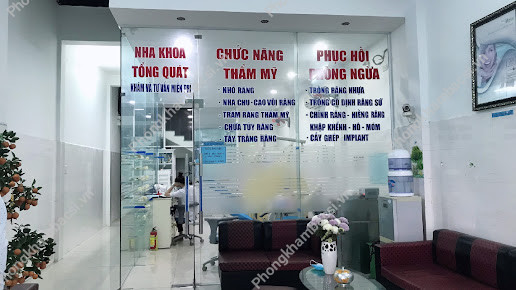 NHA KHOA
TỔNG QUÁT
KHÁM VÀ TƯ VẤN MIỄN PHÍ
CHỨC NĂNG
THẨM MỸ
· NHỔ RĂNG
· NHA CHU - CẠO VÔI RĂNG
· TRÁM RĂNG THẨM MỸ
· CHỮA TỦY RĂNG
· TẨY TRẮNG RĂNG
PHỤC HỒI
PHÒNG NGỪA
· TRỒNG RĂNG NHỰA
· TRỒNG CỐ ĐỊNH RĂNG SỨ
· CHỈNH RĂNG - NIỀNG RĂNG
KHẤP KHỂNH - HÔ - MÓM
· CẤY GHÉP IMPLANT